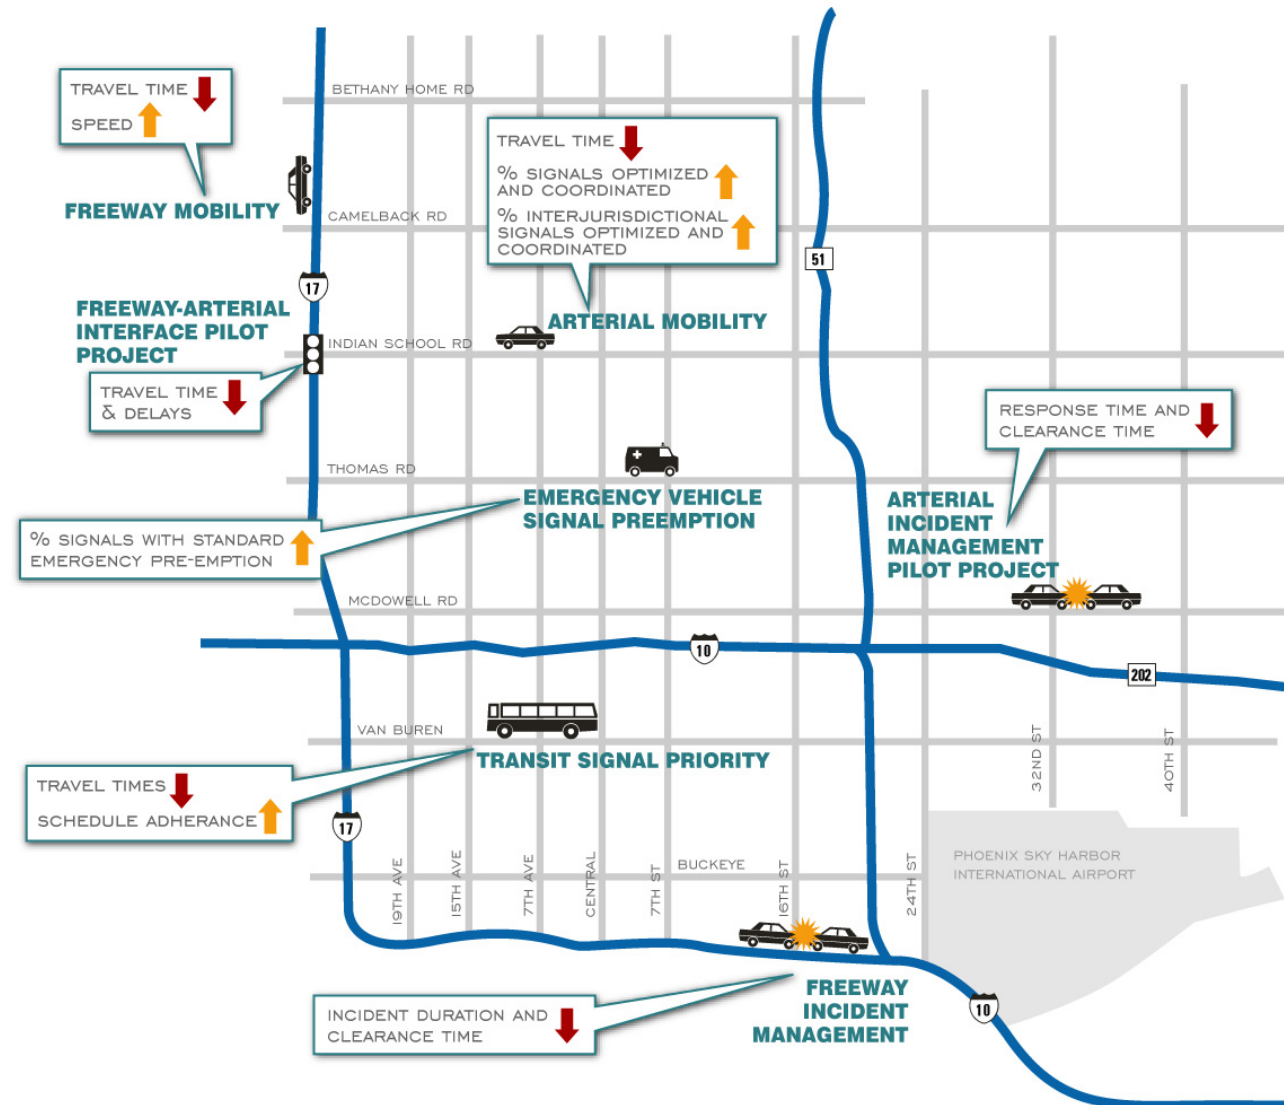 TRAVEL TIME
SPEED
FREEWAY MOBILITY
BETHANY HOME RD
TRAVEL TIME
% SIGNALS OPTIMIZED
AND COORDINATED
% INTERJURISDICTIONAL
SIGNALS OPTIMIZED AND
COORDINATED
CAMELBACK RD
51
17
FREEWAY-ARTERIAL
INTERFACE PILOT
PROJECT
ARTERIAL MOBILITY
INDIAN SCHOOL RD
TRAVEL TIME
& DELAYS
RESPONSE TIME AND
CLEARANCE TIME
THOMAS RD
EMERGENCY VEHICLE
SIGNAL PREEMPTION
ARTERIAL
INCIDENT
MANAGEMENT
PILOT PROJECT
% SIGNALS WITH STANDARD
EMERGENCY PRE-EMPTION
MCDOWELL RD
10
202
VAN BUREN
TRANSIT SIGNAL PRIORITY
TRAVEL TIMES
SCHEDULE ADHERANCE
32ND ST
40TH ST
17
19TH AVE
15TH AVE
7TH AVE
CENTRAL
7TH ST
BUCKEYE
16TH ST
24TH ST
PHOENIX SKY HARBOR
INTERNATIONAL AIRPORT
FREEWAY
INCIDENT
MANAGEMENT
INCIDENT DURATION AND
CLEARANCE TIME
10